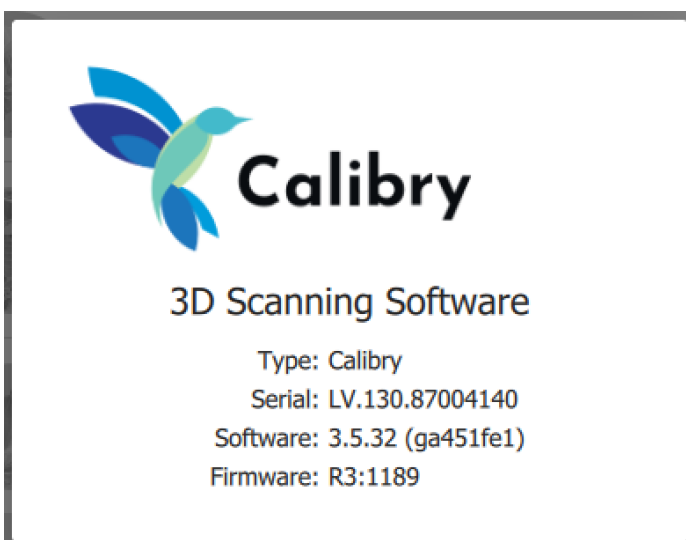 Calibry
3D Scanning Software
Type: Calibry
Serial: LV.130.87004140
Software: 3.5.32 (ga451fe1)
Firmware: R3:1189